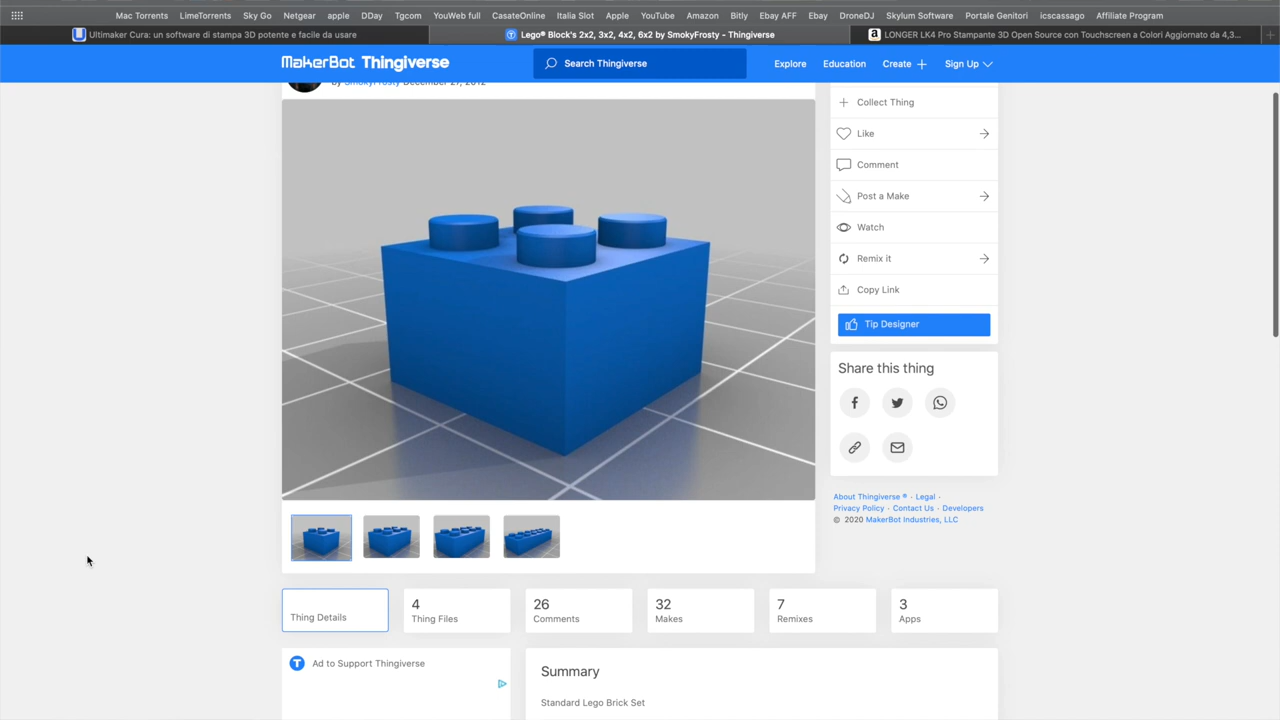 Mac Torrents LimeTorrents Sky Go Netgear apple DDay Tgcom YouWeb full CasateOnline Italia Slot Apple YouTube Amazon Bitly Ebay AFF Ebay DroneDJ Skylum Software Portale Genitori icscassago Affiliate Program
Ultimaker Cura: un software di stampa 3D potente e facile da usare
Lego® Block's 2x2, 3x2, 4x2, 6x2 by SmokyFrosty - Thingiverse
LONGER LK4 Pro Stampante 3D Open Source con Touchscreen a Colori Aggiornato da 4,3...
MakerBot Thingiverse
Search Thingiverse
Explore Education Create Sign Up
by SmokyFrosty December 27, 2012
Collect Thing
Like
Comment
Post a Make
Watch
Remix it
Copy Link
Tip Designer
Share this thing
About Thingiverse ® · Legal ·
Privacy Policy · Contact Us · Developers
© 2020 MakerBot Industries, LLC
Thing Details
4
Thing Files
26
Comments
32
Makes
7
Remixes
3
Apps
Ad to Support Thingiverse
Summary
Standard Lego Brick Set